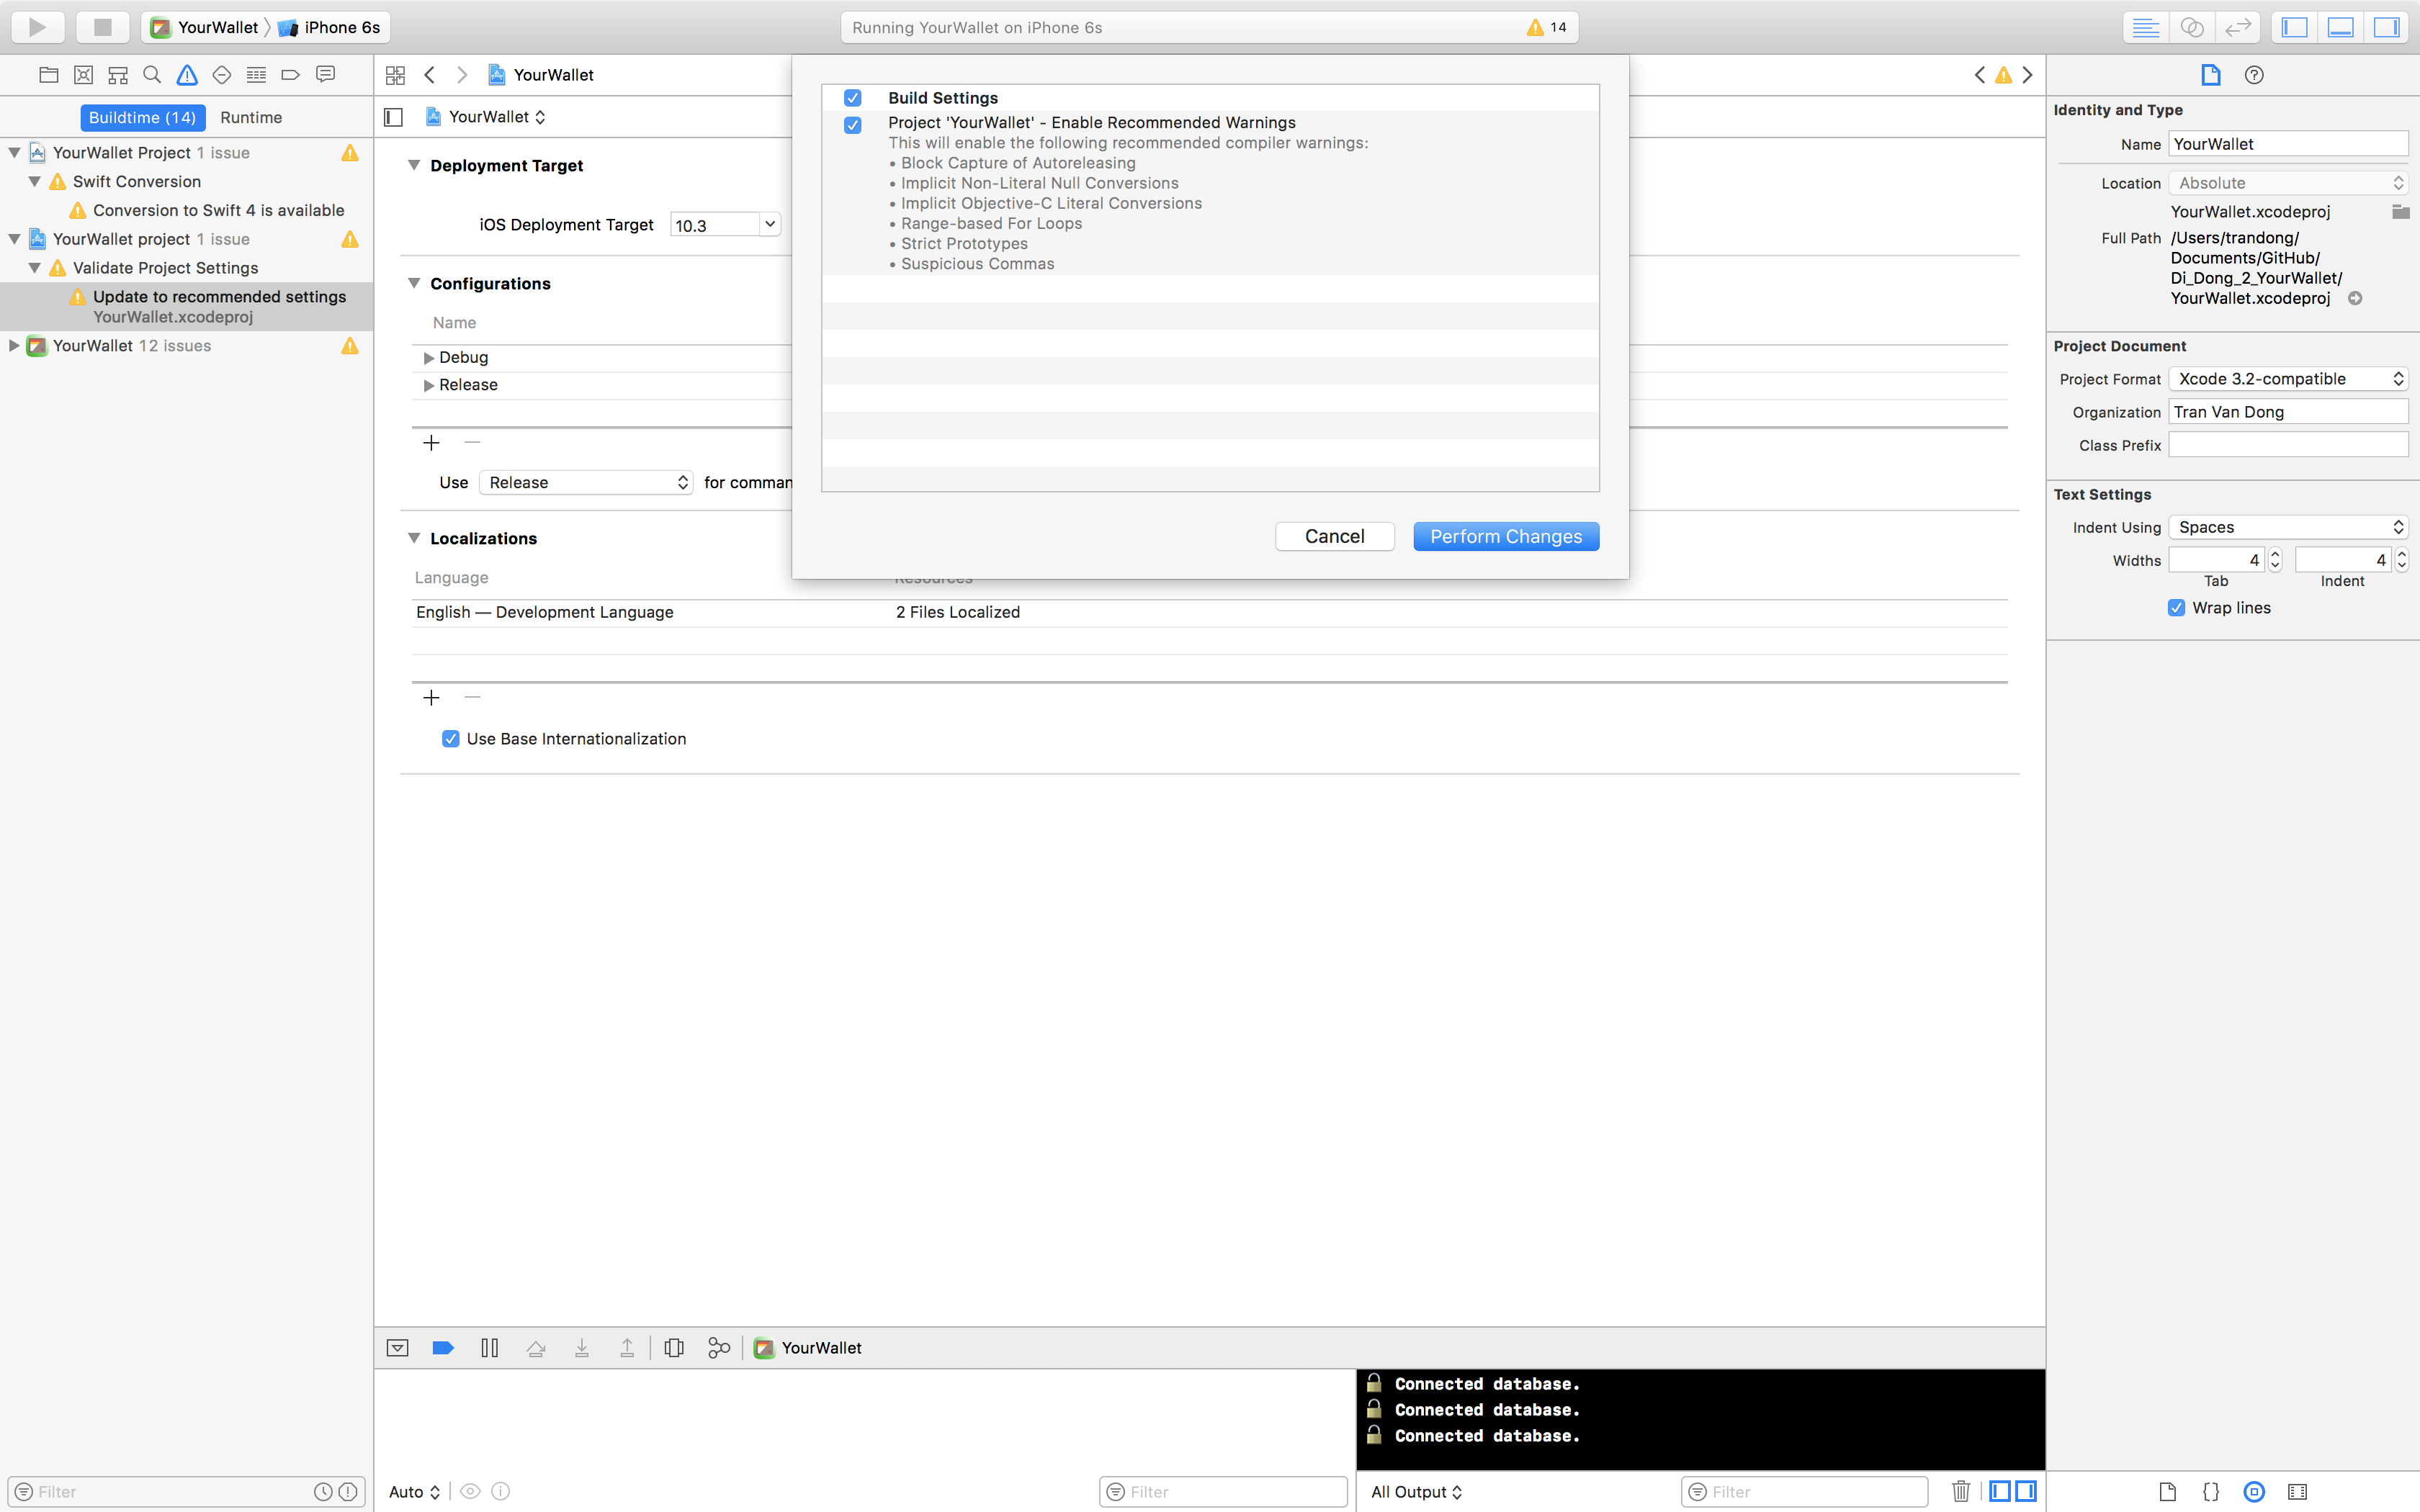 YourWallet iPhone 6s
Running YourWallet on iPhone 6s
14
Buildtime (14) Runtime
YourWallet Project 1 issue
Swift Conversion
Conversion to Swift 4 is available
YourWallet project 1 issue
Validate Project Settings
Update to recommended settings
YourWallet.xcodeproj
YourWallet 12 issues
Filter
YourWallet
YourWallet
Deployment Target
iOS Deployment Target 10.3
Configurations
Name
Debug
Release
Use Release for comman
Localizations
Language Resources
English — Development Language 2 Files Localized
Use Base Internationalization
Build Settings
Project 'YourWallet' - Enable Recommended Warnings
This will enable the following recommended compiler warnings:
• Block Capture of Autoreleasing
• Implicit Non-Literal Null Conversions
• Implicit Objective-C Literal Conversions
• Range-based For Loops
• Strict Prototypes
• Suspicious Commas
Cancel Perform Changes
YourWallet
Auto
Filter
Connected database.
Connected database.
Connected database.
All Output
Filter
Identity and Type
Name YourWallet
Location Absolute
YourWallet.xcodeproj
Full Path /Users/trandong/
Documents/GitHub/
Di_Dong_2_YourWallet/
YourWallet.xcodeproj
Project Document
Project Format Xcode 3.2-compatible
Organization Tran Van Dong
Class Prefix
Text Settings
Indent Using Spaces
Widths 4 4
Tab Indent
Wrap lines